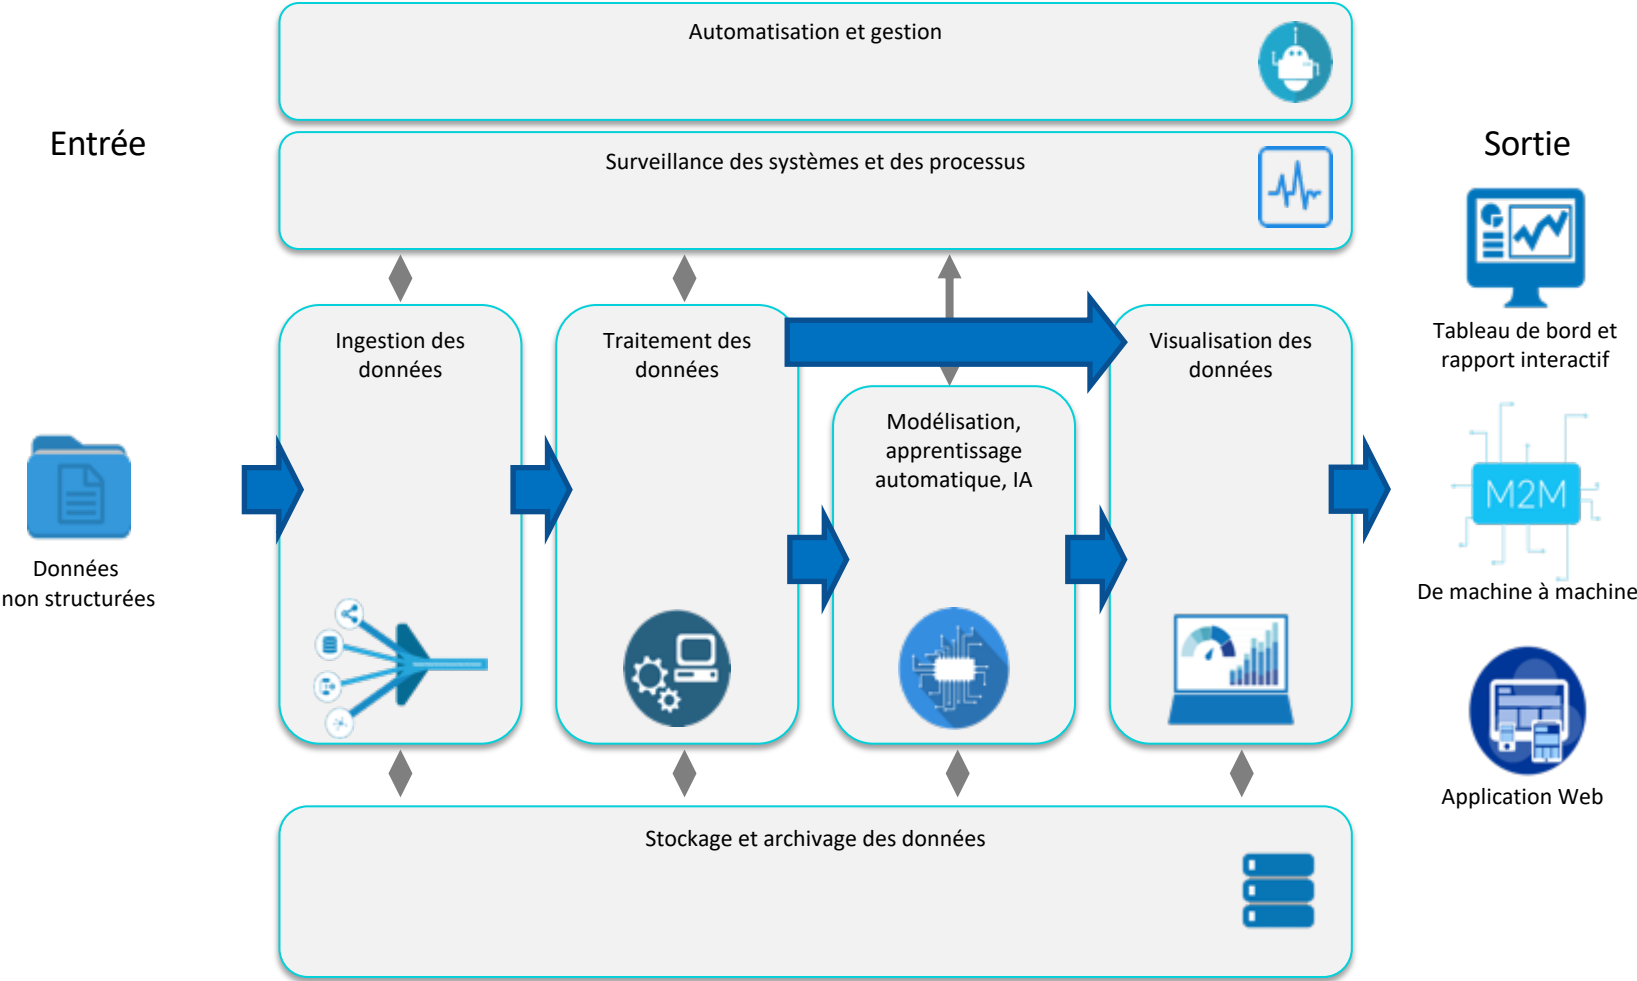 Automatisation et gestion
Entrée
Surveillance des systèmes et des processus
Sortie
Ingestion des
données
Traitement des
données
Modélisation,
apprentissage
automatique, IA
Visualisation des
données
Tableau de bord et
rapport interactif
M2M
De machine à machine
Application Web
Données
non structurées
Stockage et archivage des données